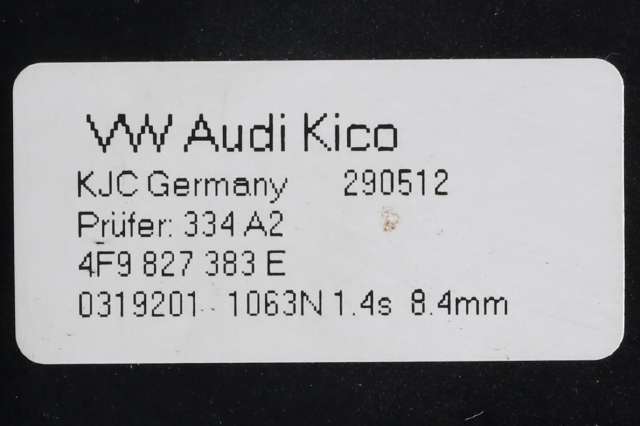 VW Audi Kico
KJC Germany 290512
Prüfer: 334 A2
4F9 827 383 E
0319201 1063N 1.4s 8.4mm